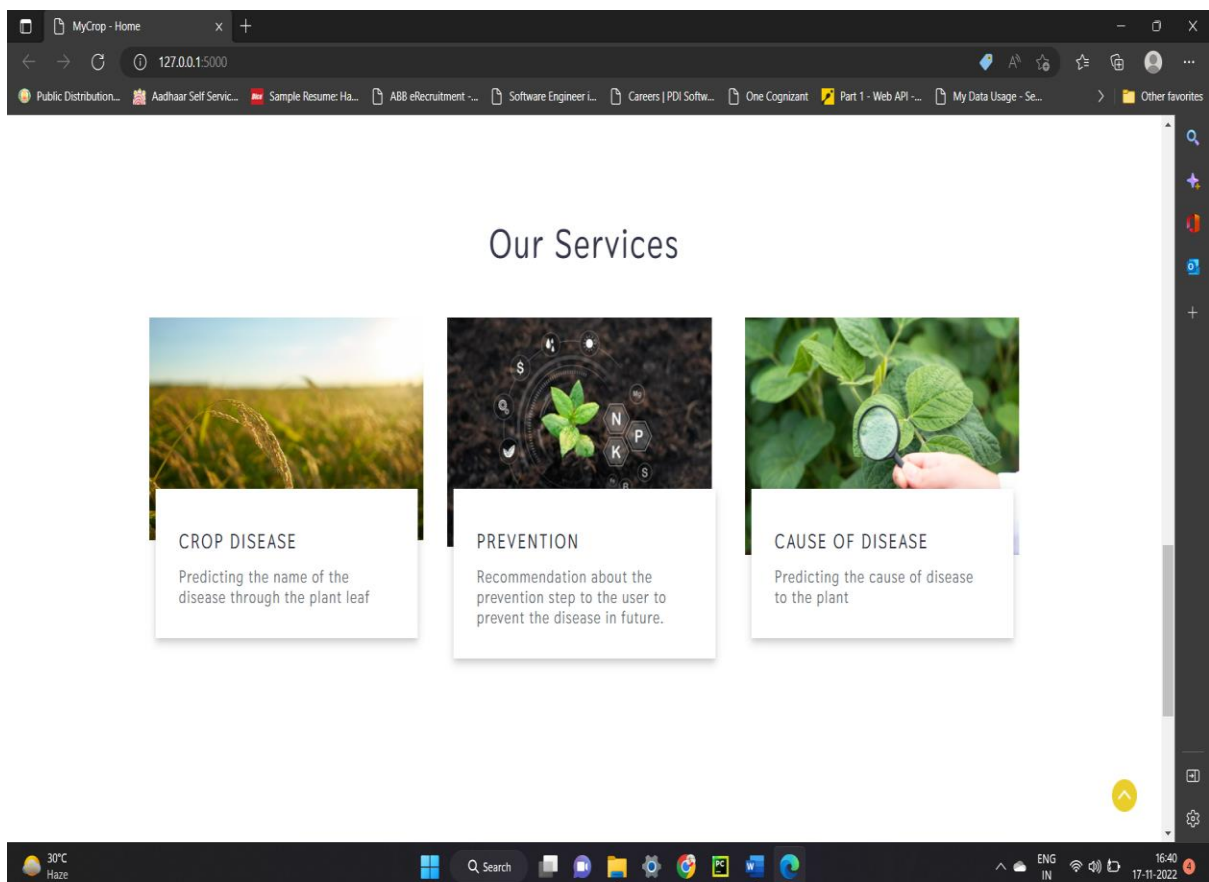 MyCrop - Home
127.0.0.1:5000
Public Distribution...
Aadhaar Self Servic...
Sample Resume: Ha...
ABB eRecruitment -...
Software Engineer i...
Careers | PDI Softw...
One Cognizant
Part 1 - Web API -...
My Data Usage - Se...
Other favorites
Our Services
$
Mg
N
P
K
S
B
CROP DISEASE
Predicting the name of the
disease through the plant leaf
PREVENTION
Recommendation about the
prevention step to the user to
prevent the disease in future.
CAUSE OF DISEASE
Predicting the cause of disease
to the plant
30°C
Haze
Search
PC
W
ENG
IN
16:40
17-11-2022
4